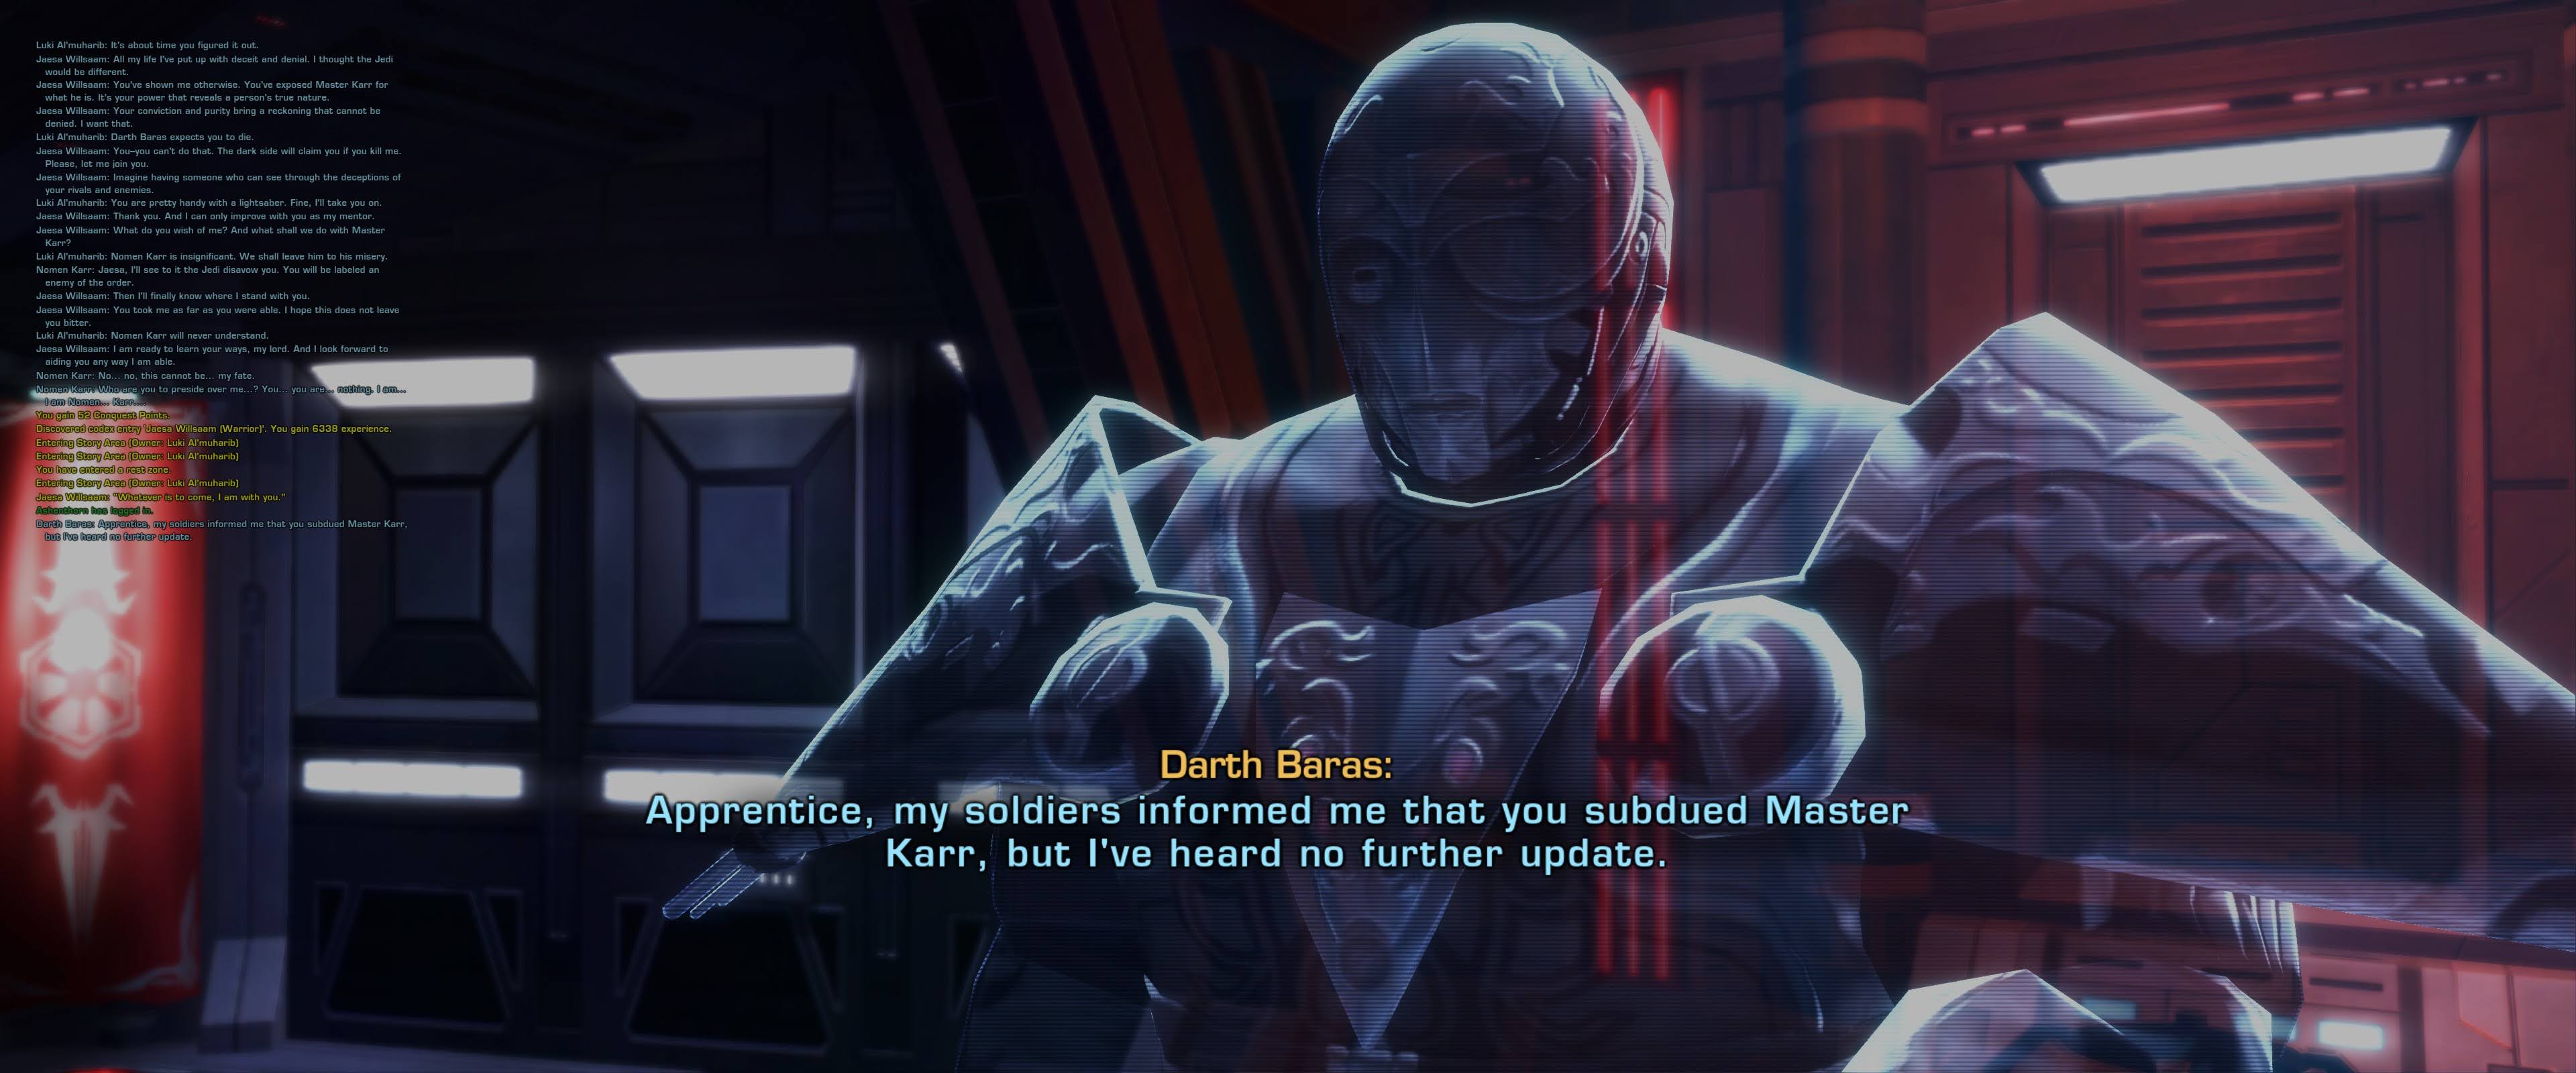 Luki Al'muharib: It's about time you figured it out.
Jaesa Willsaam: All my life I've put up with deceit and denial. I thought the Jedi
would be different.
Jaesa Willsaam: You've shown me otherwise. You've exposed Master Karr for
what he is. It's your power that reveals a person's true nature.
Jaesa Willsaam: Your conviction and purity bring a reckoning that cannot be
denied. I want that.
Luki Al'muharib: Darth Baras expects you to die.
Jaesa Willsaam: You—you can't do that. The dark side will claim you if you kill me.
Please, let me join you.
Jaesa Willsaam: Imagine having someone who can see through the deceptions of
your rivals and enemies.
Luki Al'muharib: You are pretty handy with a lightsaber. Fine, I'll take you on.
Jaesa Willsaam: Thank you. And I can only improve with you as my mentor.
Jaesa Willsaam: What do you wish of me? And what shall we do with Master
Karr?
Luki Al'muharib: Nomen Karr is insignificant. We shall leave him to his misery.
Nomen Karr: Jaesa, I'll see to it the Jedi disavow you. You will be labeled an
enemy of the order.
Jaesa Willsaam: Then I'll finally know where I stand with you.
Jaesa Willsaam: You took me as far as you were able. I hope this does not leave
you bitter.
Luki Al'muharib: Nomen Karr will never understand.
Jaesa Willsaam: I am ready to learn your ways, my lord. And I look forward to
aiding you any way I am able.
Nomen Karr: No... no, this cannot be... my fate.
Nomen Karr: Who are you to preside over me...? You... you are... nothing. I am...
I am Nomen... Karr...
You gain 52 Conquest Points.
Discovered codex entry 'Jaesa Willsaam (Warrior)'. You gain 6338 experience.
Entering Story Area (Owner: Luki Al'muharib)
Entering Story Area (Owner: Luki Al'muharib)
You have entered a rest zone.
Entering Story Area (Owner: Luki Al'muharib)
Jaesa Willsaam: "Whatever is to come, I am with you."
Ashenthorn has logged in.
Darth Baras: Apprentice, my soldiers informed me that you subdued Master Karr,
but I've heard no further update.
Darth Baras:
Apprentice, my soldiers informed me that you subdued Master
Karr, but I've heard no further update.